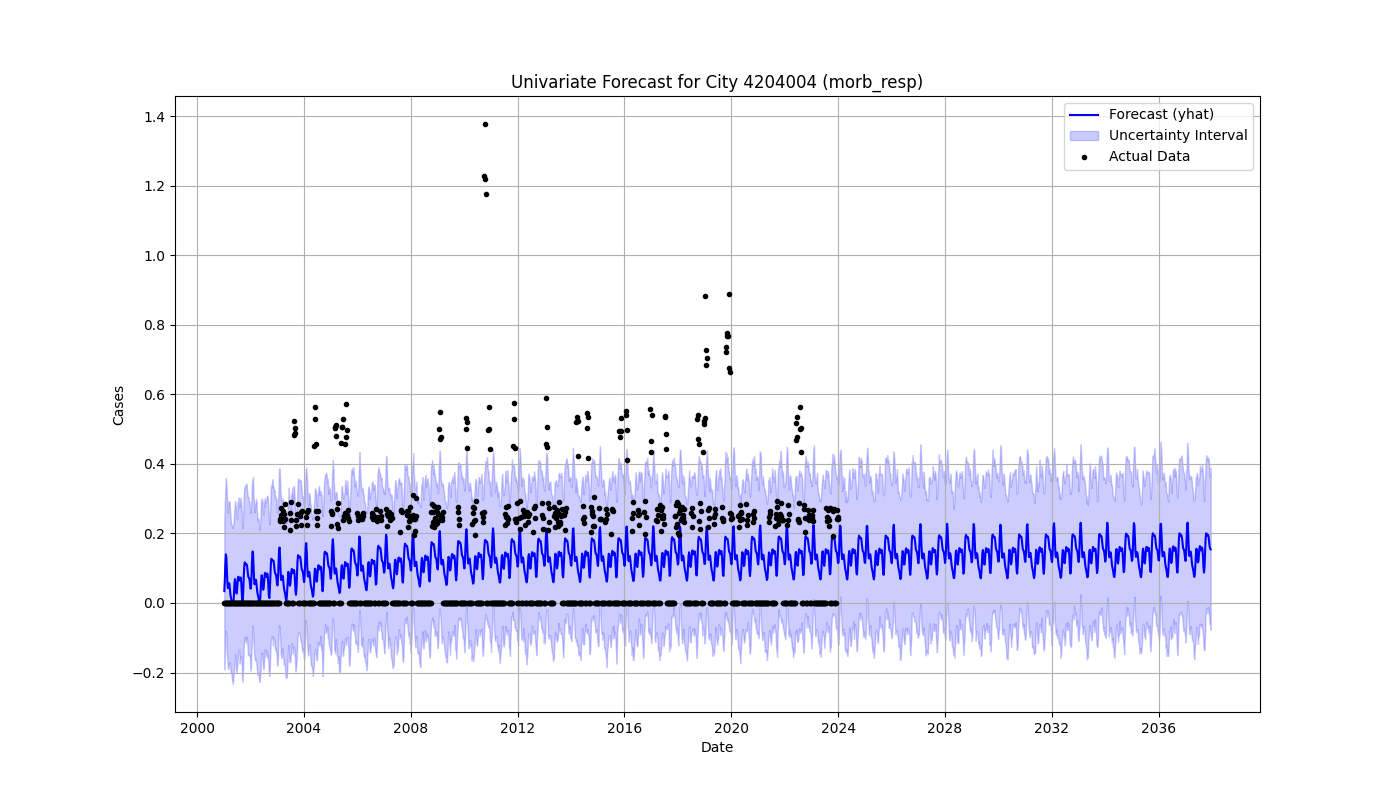 Univariate Forecast for City 4204004 (morb_resp)
Forecast (yhat)
Uncertainty Interval
Actual Data
Cases
1.4
1.2
1.0
0.8
0.6
0.4
0.2
0.0
−0.2
2000 2004 2008 2012 2016 2020 2024 2028 2032 2036
Date